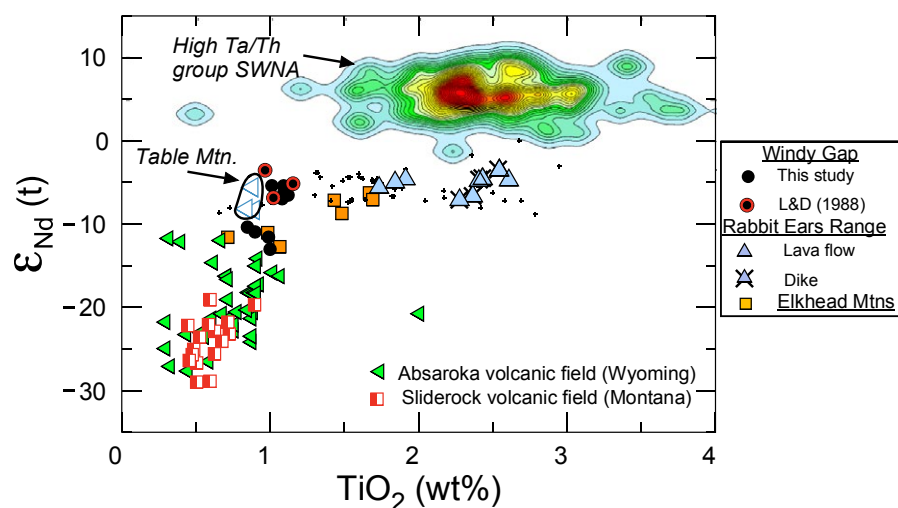 High Ta/Th
group SWNA
Table Mtn.
εNd (t)
10
0
−10
−20
−30
0
1
2
3
4
TiO2 (wt%)
Absaroka volcanic field (Wyoming)
Sliderock volcanic field (Montana)
Windy Gap
This study
L&D (1988)
Rabbit Ears Range
Lava flow
Dike
Elkhead Mtns